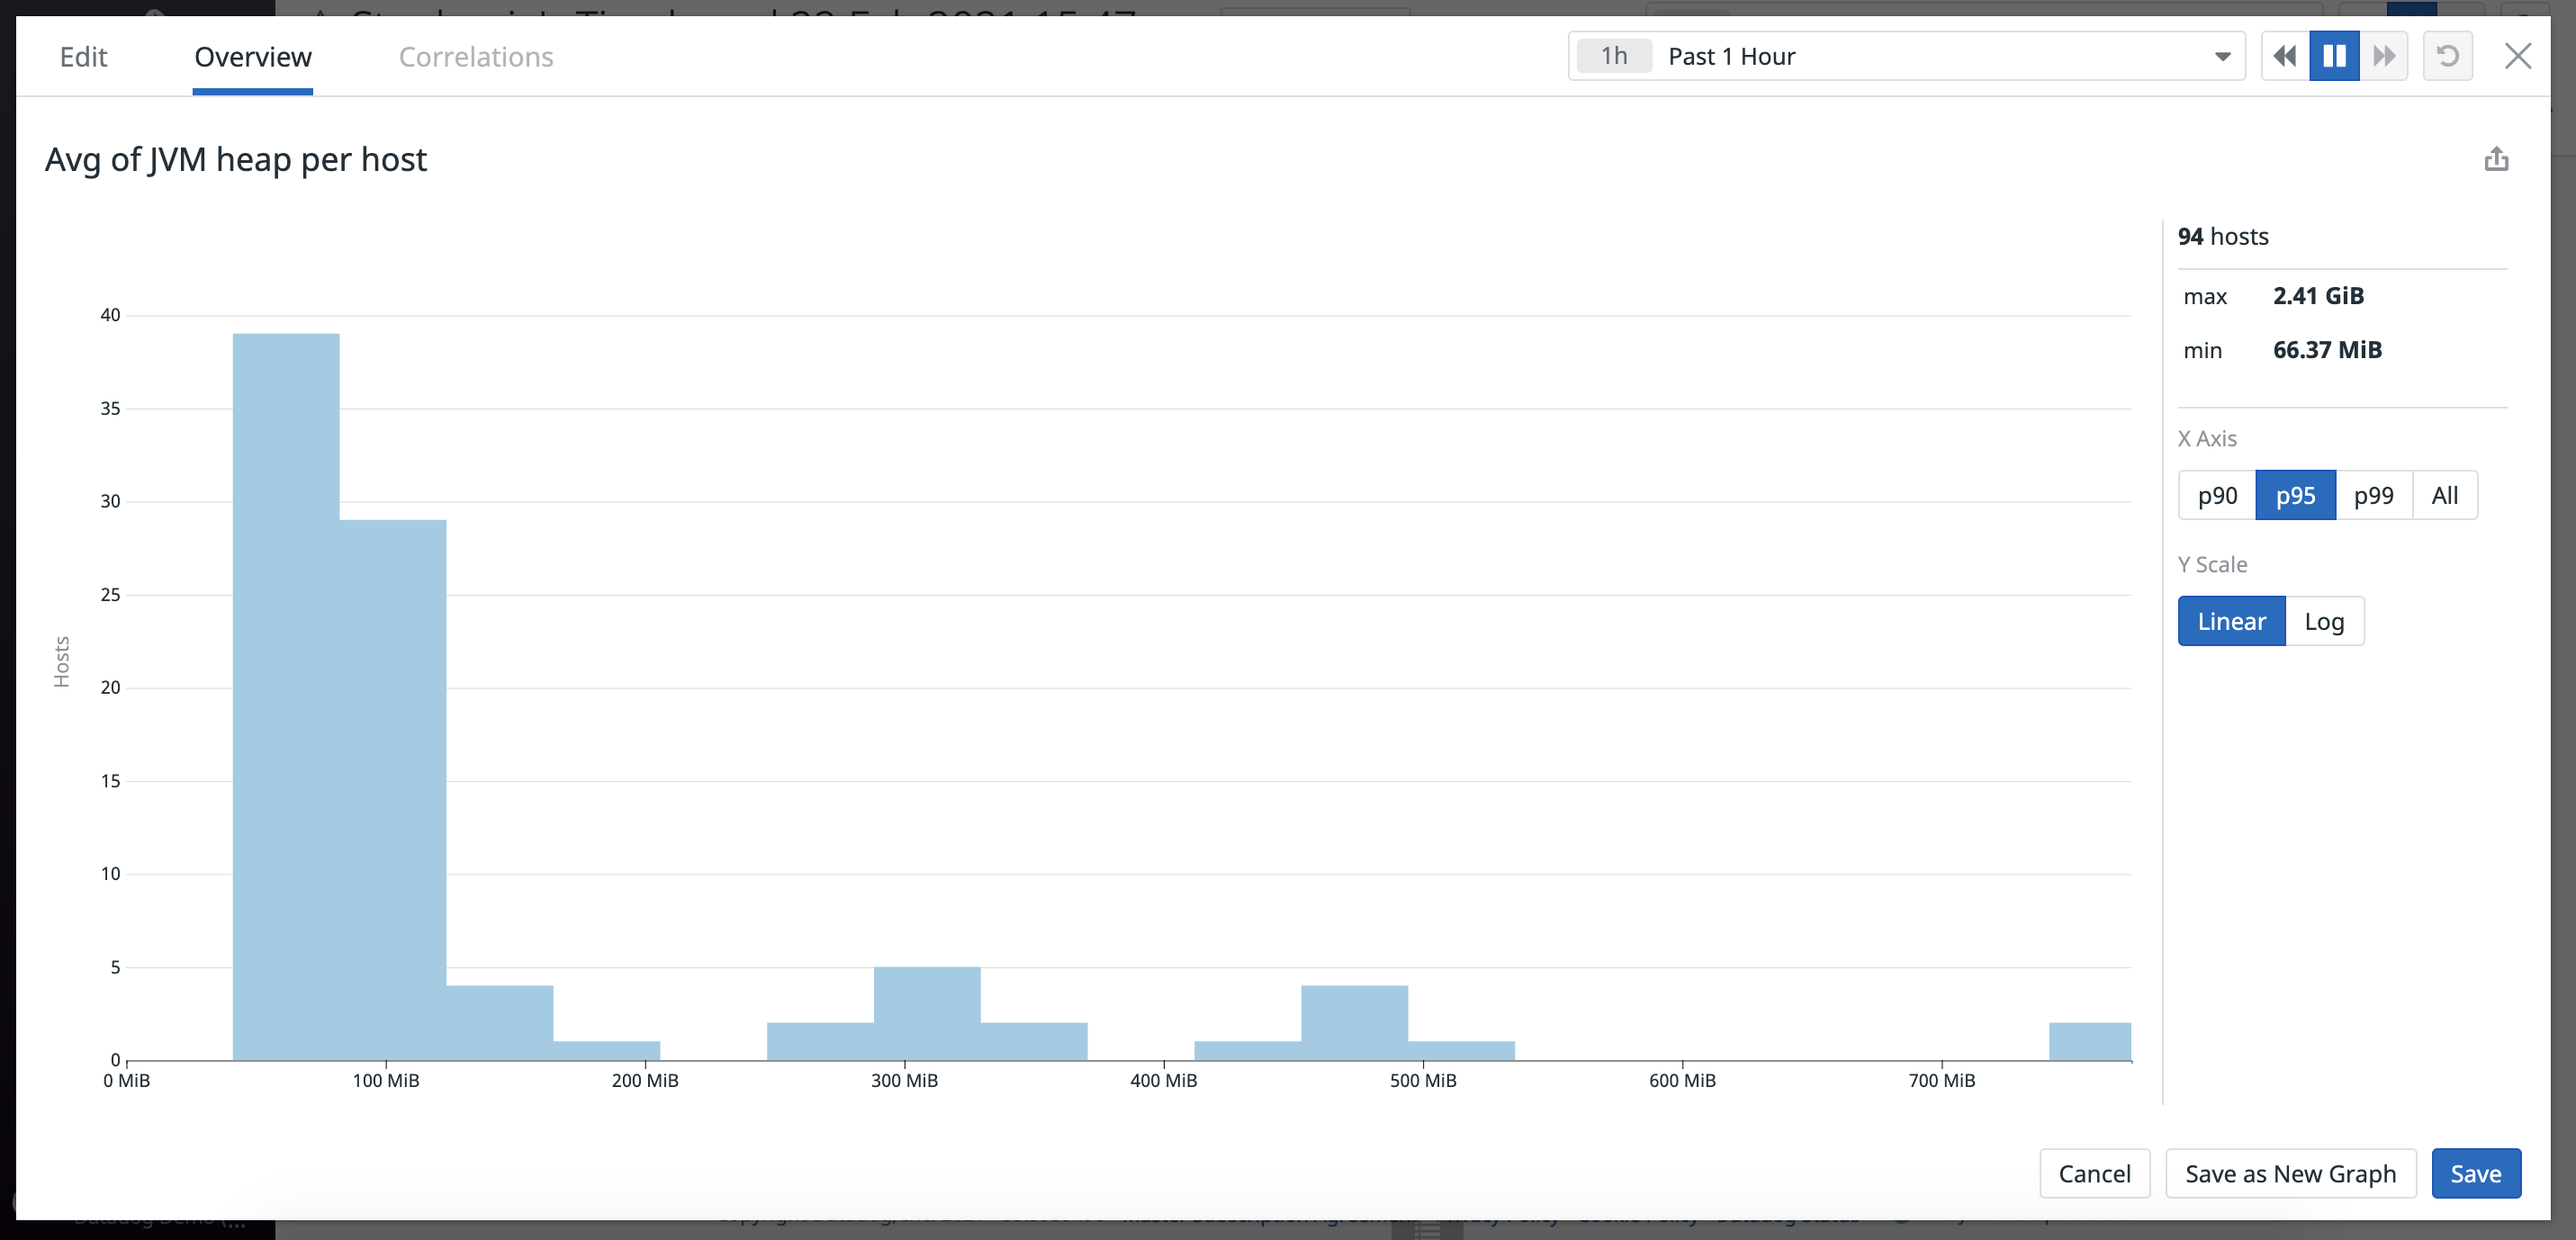 Edit Overview Correlations 1h Past 1 Hour
Avg of JVM heap per host
94 hosts
max 2.41 GiB
min 66.37 MiB
X Axis
p90 p95 p99 All
Y Scale
Linear Log
Hosts
40
35
30
25
20
15
10
5
0
0 MiB 100 MiB 200 MiB 300 MiB 400 MiB 500 MiB 600 MiB 700 MiB
Cancel Save as New Graph Save